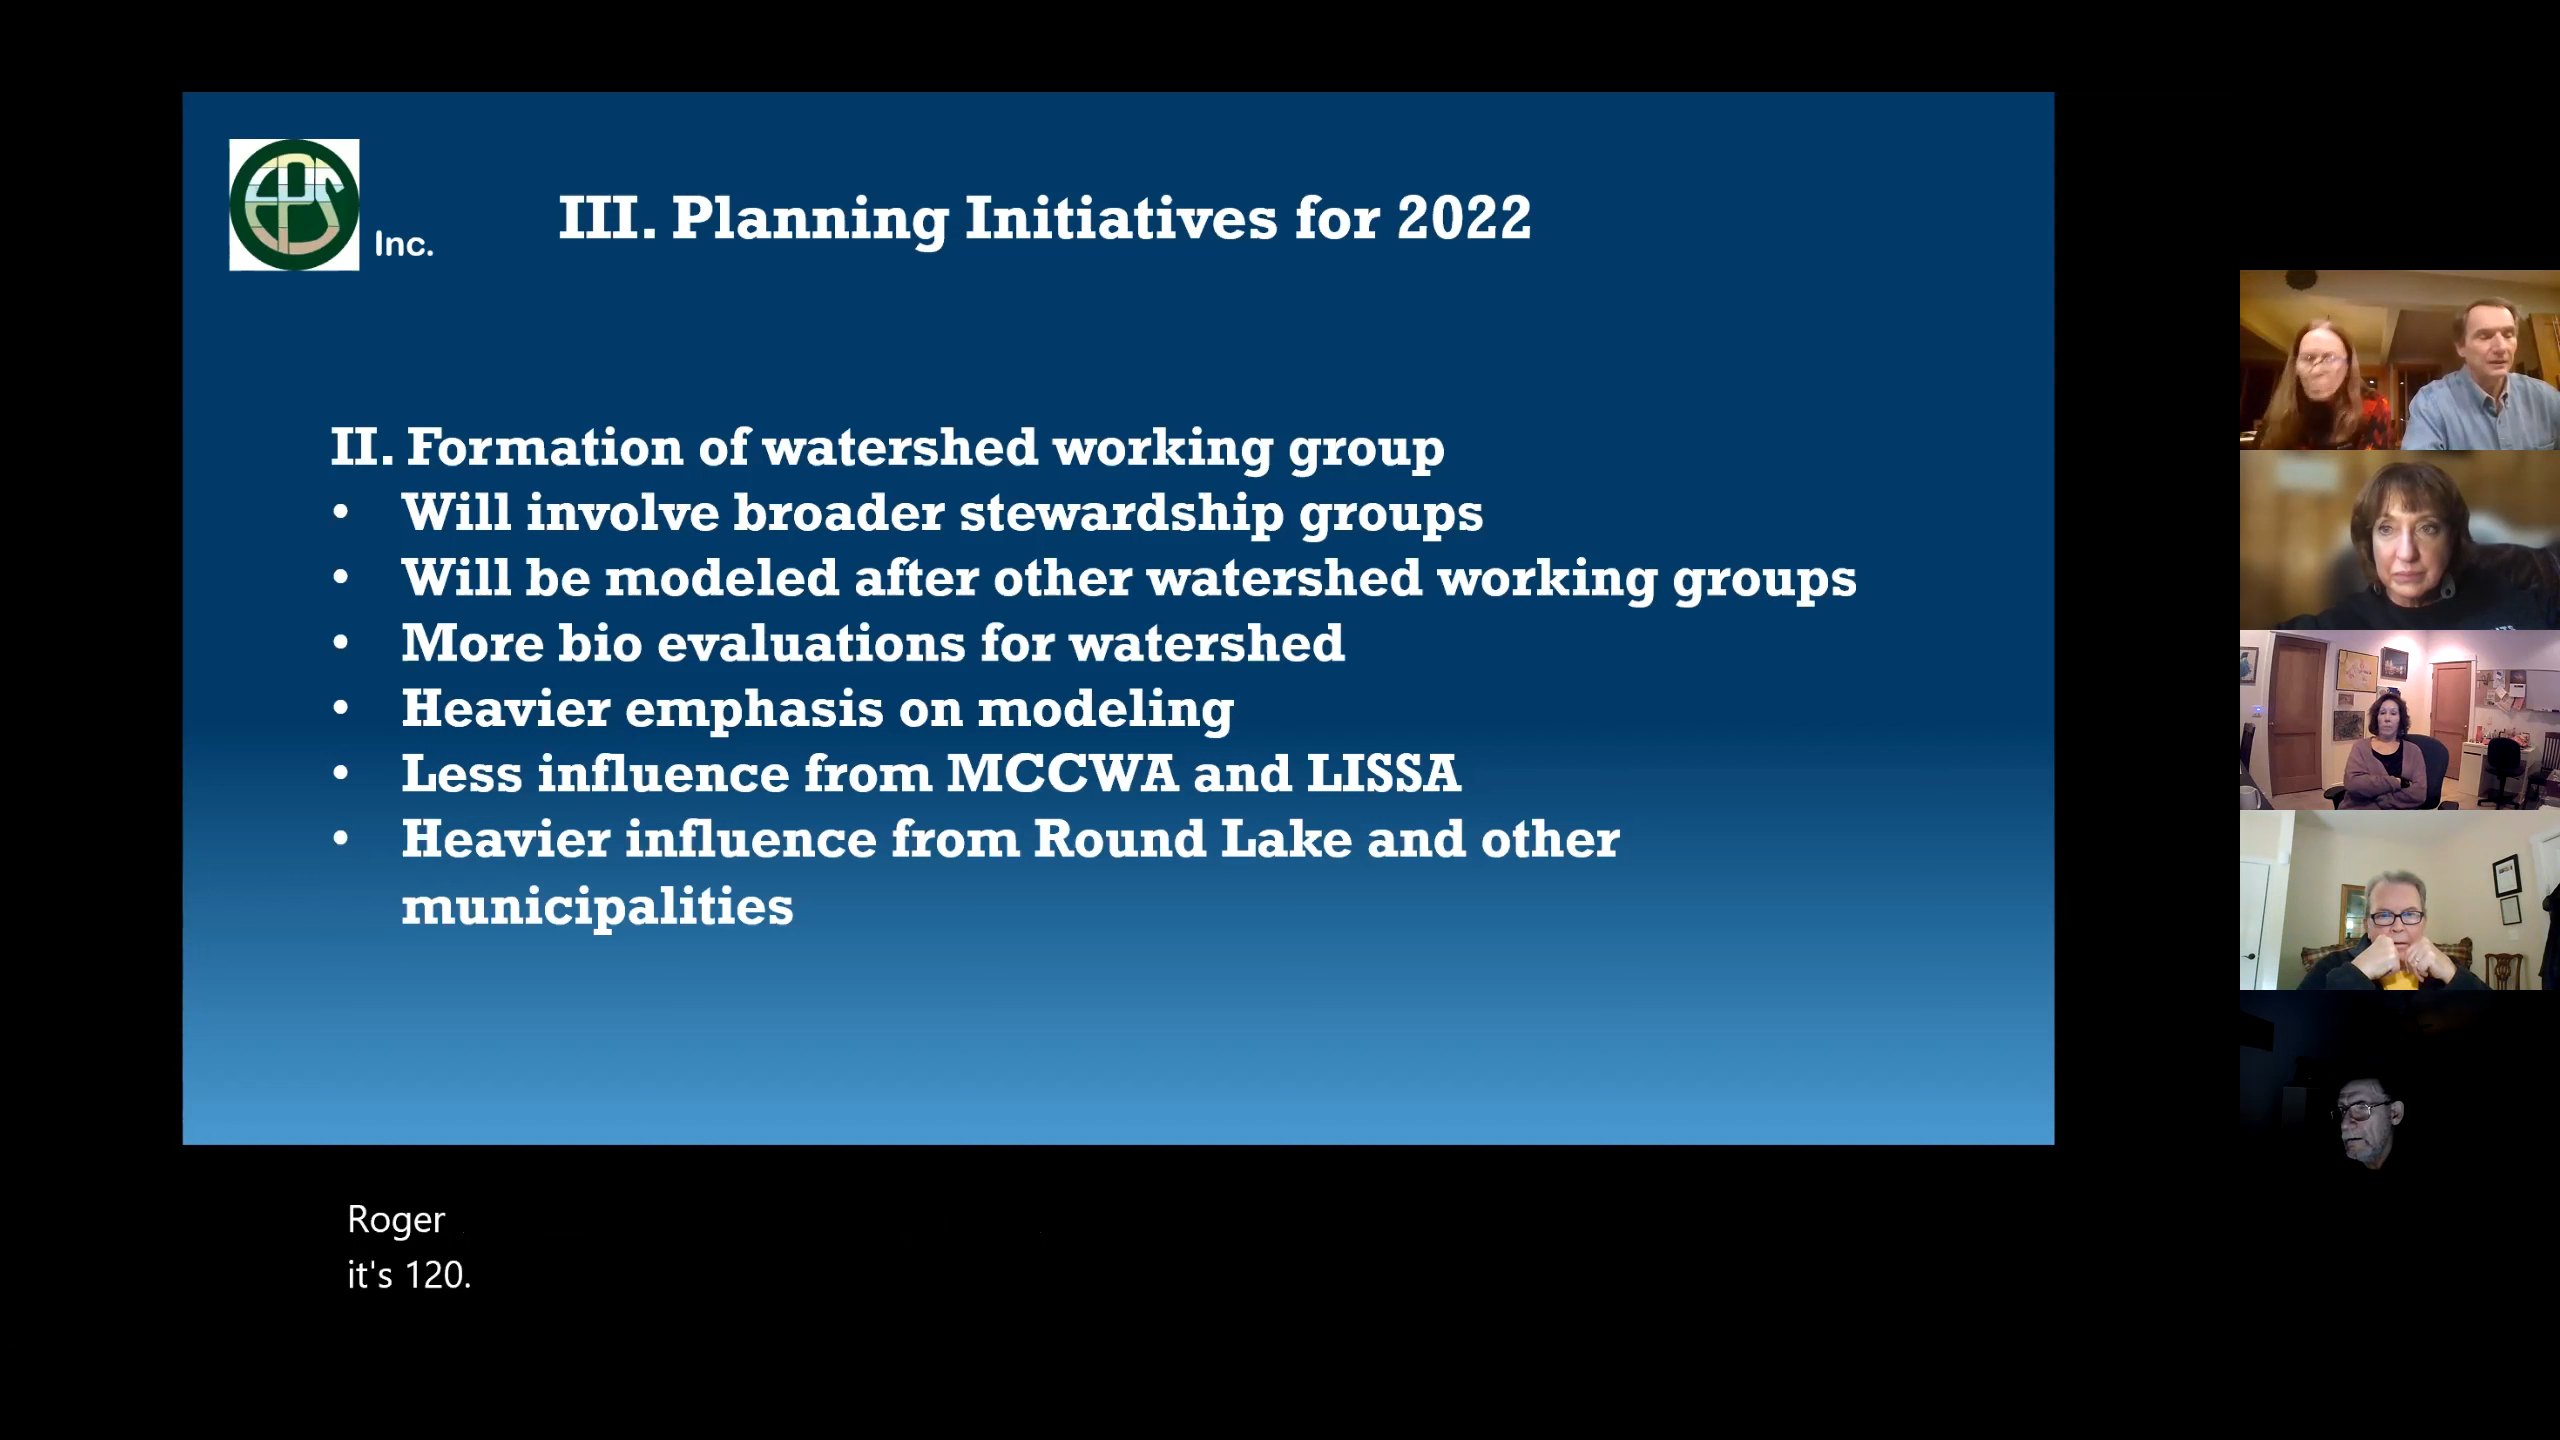 EPS
Inc.
III. Planning Initiatives for 2022
II. Formation of watershed working group
• Will involve broader stewardship groups
• Will be modeled after other watershed working groups
• More bio evaluations for watershed
• Heavier emphasis on modeling
• Less influence from MCCWA and LISSA
• Heavier influence from Round Lake and other
municipalities
Roger
it's 120.